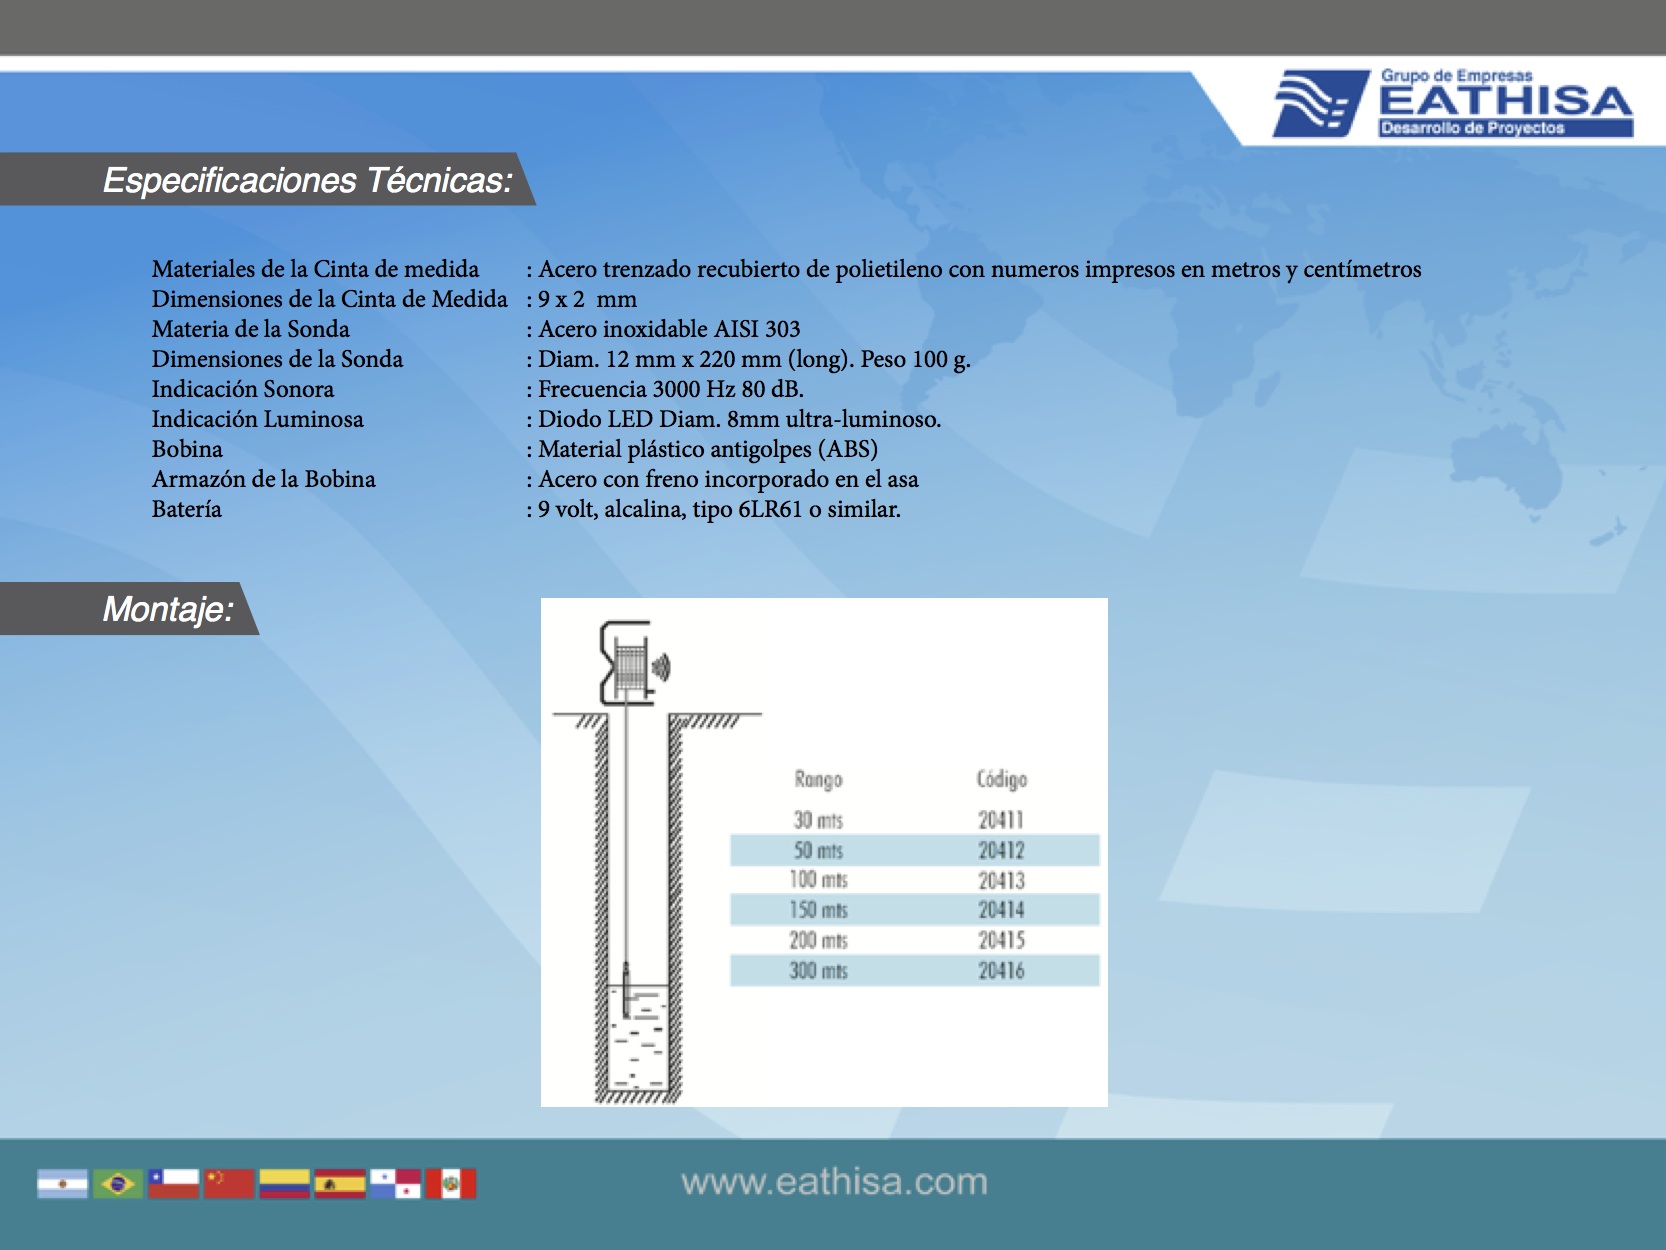 Grupo de Empresas
EATHISA
Desarrollo de Proyectos
Especificaciones Técnicas:
Materiales de la Cinta de medida : Acero trenzado recubierto de polietileno con numeros impresos en metros y centímetros
Dimensiones de la Cinta de Medida : 9 x 2 mm
Materia de la Sonda : Acero inoxidable AISI 303
Dimensiones de la Sonda : Diam. 12 mm x 220 mm (long). Peso 100 g.
Indicación Sonora : Frecuencia 3000 Hz 80 dB.
Indicación Luminosa : Diodo LED Diam. 8mm ultra-luminoso.
Bobina : Material plástico antigolpes (ABS)
Armazón de la Bobina : Acero con freno incorporado en el asa
Batería : 9 volt, alcalina, tipo 6LR61 o similar.
Montaje:
Rango Código
30 mts 20411
50 mts 20412
100 mts 20413
150 mts 20414
200 mts 20415
300 mts 20416
www.eathisa.com